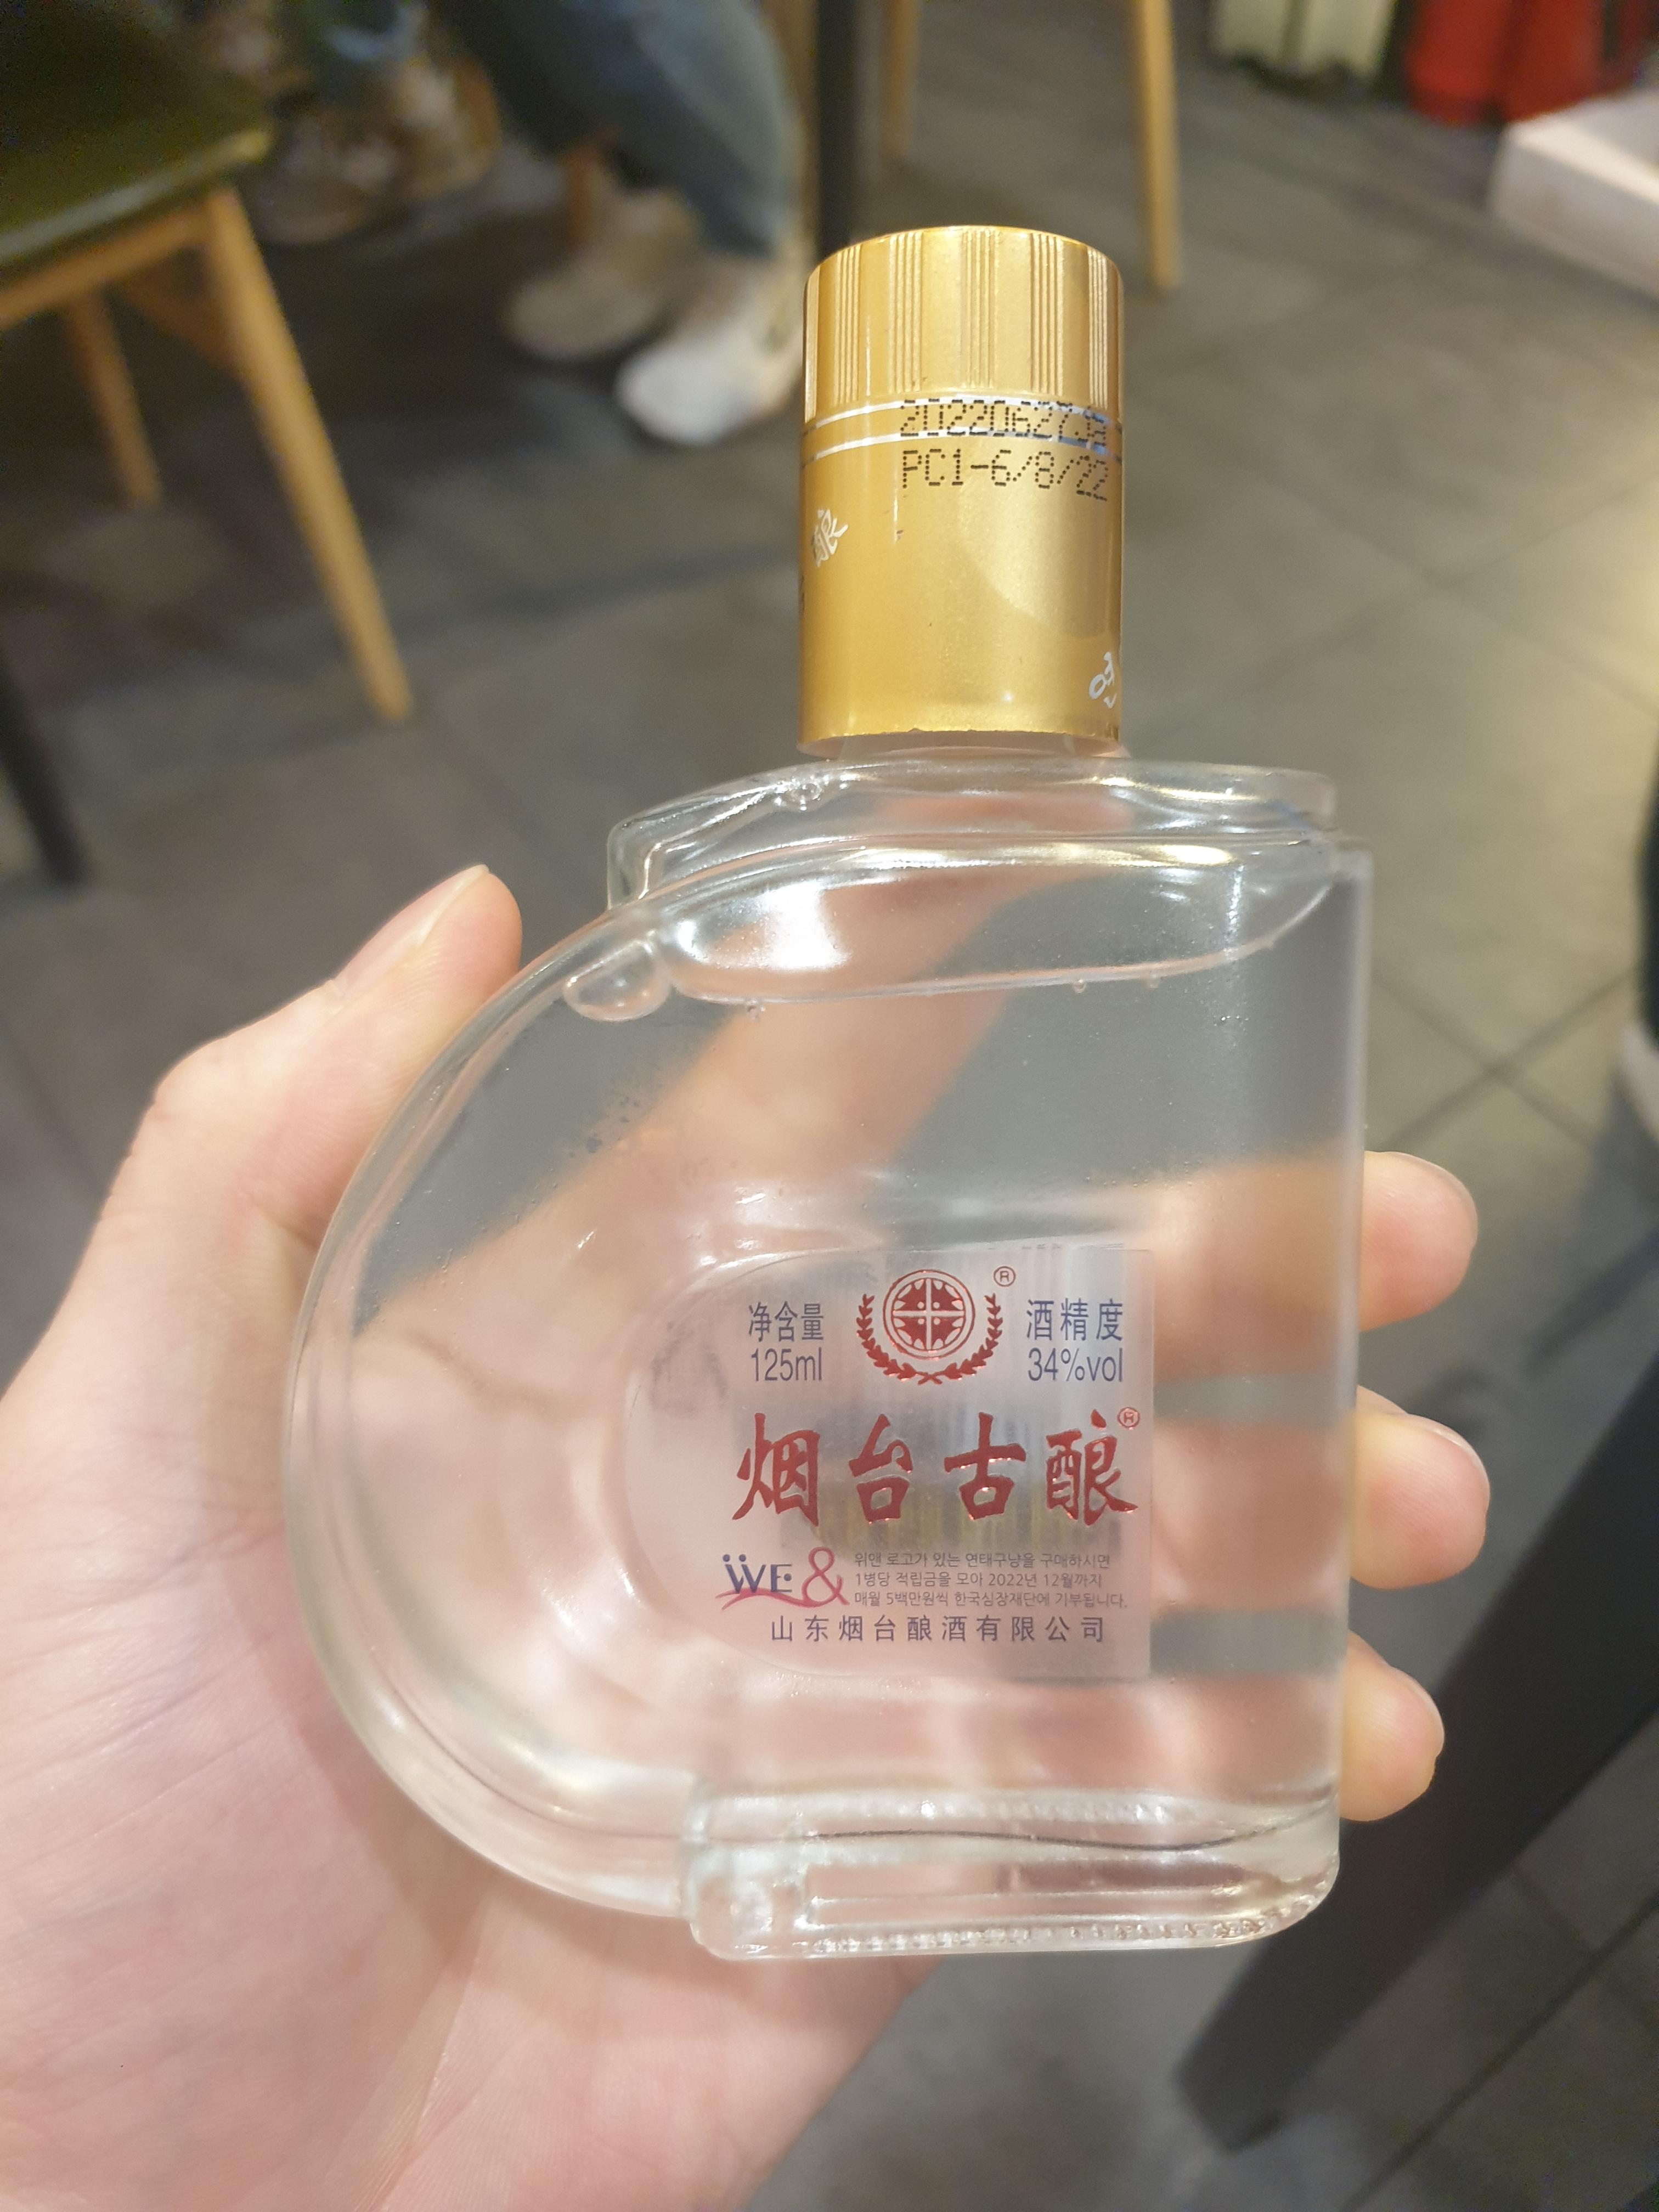 20220627
PC1-6/8/22
酿
연
净含量
125ml
®
酒精度
34%vol
烟台古酿®
WE&
위앤 로고가 있는 연태구냥을 구매하시면
1병당 적립금을 모아 2022년 12월까지
매월 5백만원씩 한국심장재단에 기부됩니다.
山东烟台酿酒有限公司